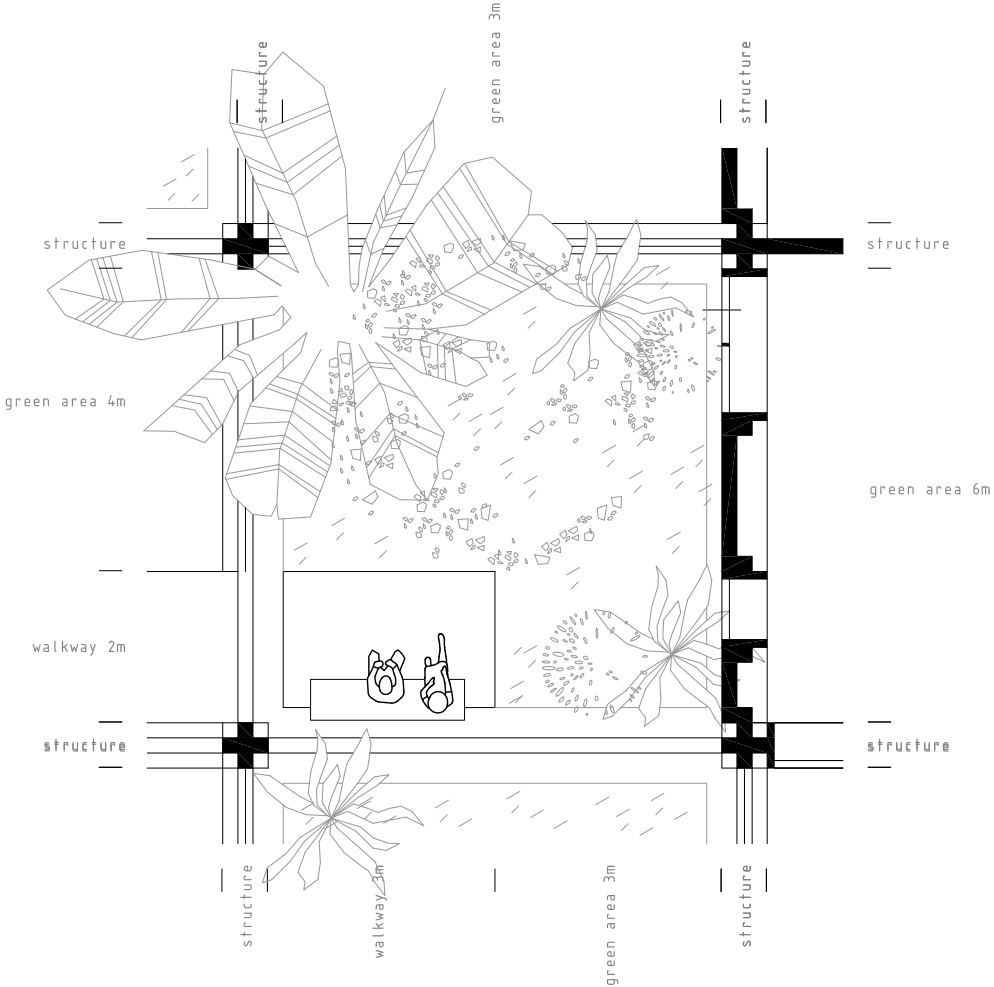 structure
green area 3m
structure
structure
structure
green area 4m
green area 6m
walkway 2m
structure
structure
structure
walkway 3m
green area 3m
structure